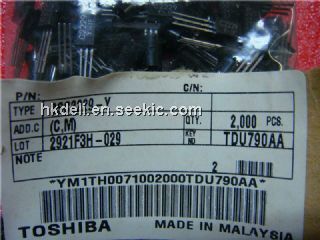 P/N: C/N:
hkdeli.seekic.com
TYPE
ADD.C (C,M) QTY. 2,000 PCS.
LOT 2921F3H-029 KEY NO TDU790AA
NOTE 2
*YM1TH0071002000TDU790AA*
TOSHIBA MADE IN MALAYSIA